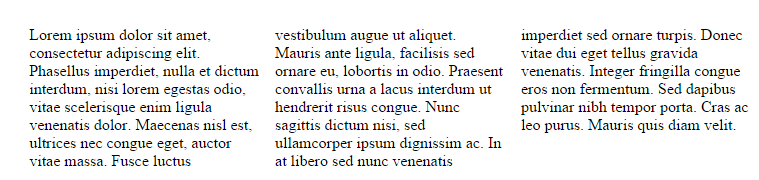 Lorem ipsum dolor sit amet,
consectetur adipiscing elit.
Phasellus imperdiet, nulla et dictum
interdum, nisi lorem egestas odio,
vitae scelerisque enim ligula
venenatis dolor. Maecenas nisl est,
ultrices nec congue eget, auctor
vitae massa. Fusce luctus
vestibulum augue ut aliquet.
Mauris ante ligula, facilisis sed
ornare eu, lobortis in odio. Praesent
convallis urna a lacus interdum ut
hendrerit risus congue. Nunc
sagittis dictum nisi, sed
ullamcorper ipsum dignissim ac. In
at libero sed nunc venenatis
imperdiet sed ornare turpis. Donec
vitae dui eget tellus gravida
venenatis. Integer fringilla congue
eros non fermentum. Sed dapibus
pulvinar nibh tempor porta. Cras ac
leo purus. Mauris quis diam velit.